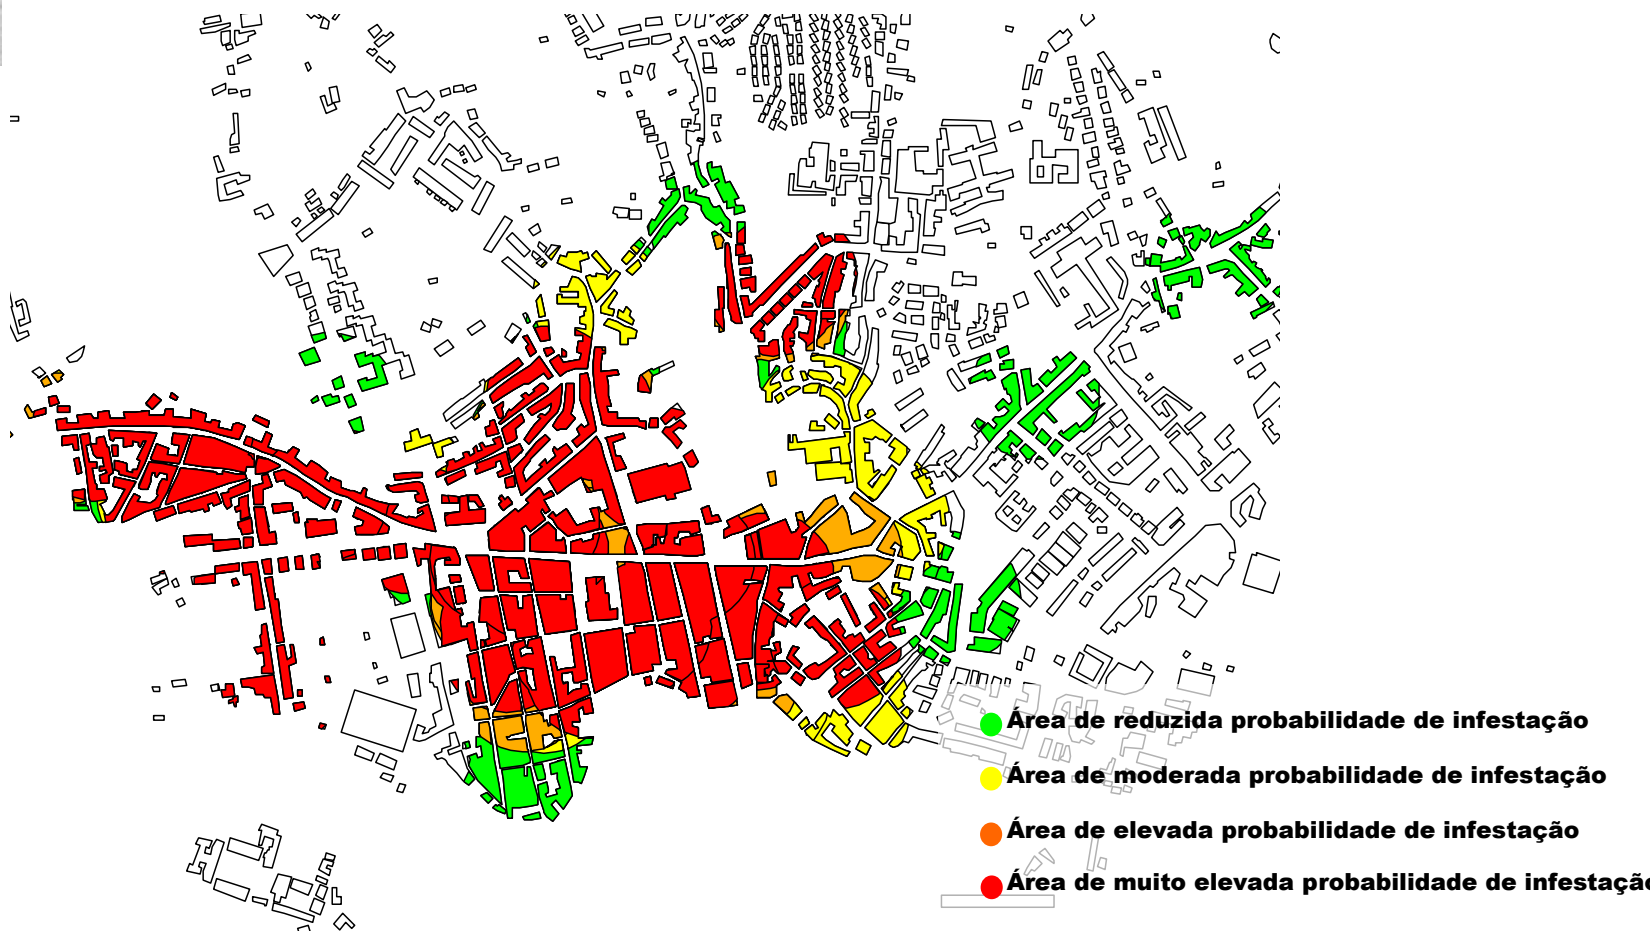 Área de reduzida probabilidade de infestação
Área de moderada probabilidade de infestação
Área de elevada probabilidade de infestação
Área de muito elevada probabilidade de infestação